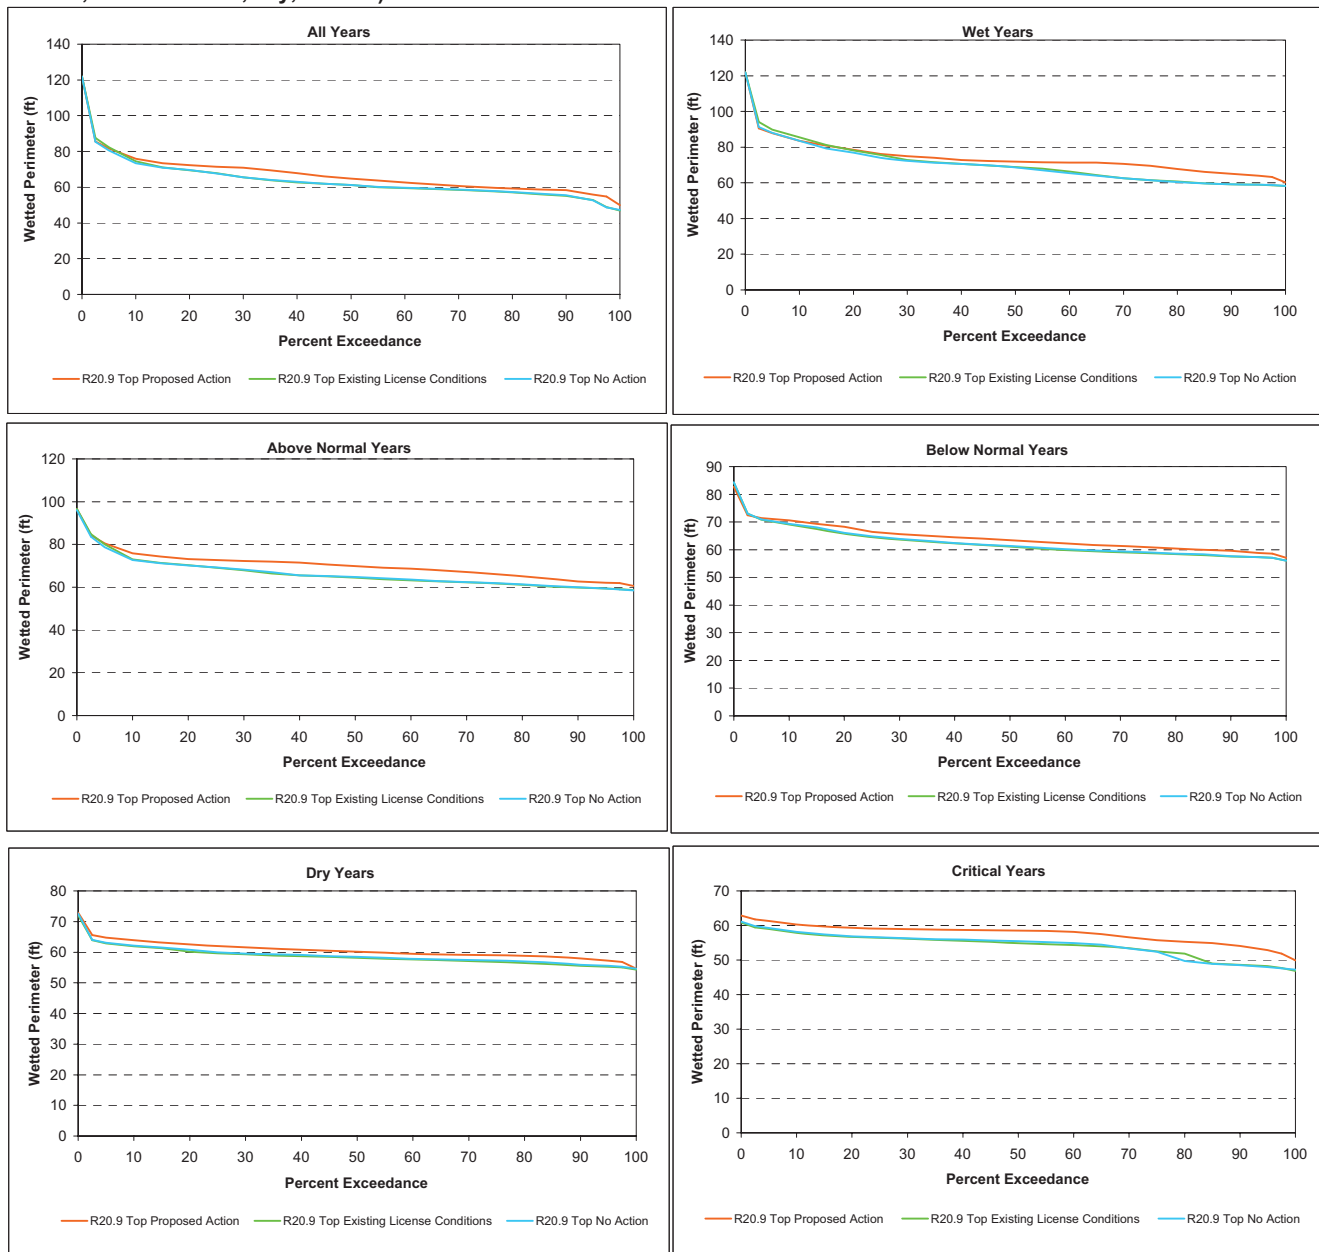 All Years
Wetted Perimeter (ft)
140
120
100
80
60
40
20
0
0 10 20 30 40 50 60 70 80 90 100
Percent Exceedance
R20.9 Top Proposed Action R20.9 Top Existing License Conditions R20.9 Top No Action
Wet Years
Wetted Perimeter (ft)
140
120
100
80
60
40
20
0
0 10 20 30 40 50 60 70 80 90 100
Percent Exceedance
R20.9 Top Proposed Action R20.9 Top Existing License Conditions R20.9 Top No Action
Above Normal Years
Wetted Perimeter (ft)
120
100
80
60
40
20
0
0 10 20 30 40 50 60 70 80 90 100
Percent Exceedance
R20.9 Top Proposed Action R20.9 Top Existing License Conditions R20.9 Top No Action
Below Normal Years
Wetted Perimeter (ft)
90
80
70
60
50
40
30
20
10
0
0 10 20 30 40 50 60 70 80 90 100
Percent Exceedance
R20.9 Top Proposed Action R20.9 Top Existing License Conditions R20.9 Top No Action
Dry Years
Wetted Perimeter (ft)
80
70
60
50
40
30
20
10
0
0 10 20 30 40 50 60 70 80 90 100
Percent Exceedance
R20.9 Top Proposed Action R20.9 Top Existing License Conditions R20.9 Top No Action
Critical Years
Wetted Perimeter (ft)
70
60
50
40
30
20
10
0
0 10 20 30 40 50 60 70 80 90 100
Percent Exceedance
R20.9 Top Proposed Action R20.9 Top Existing License Conditions R20.9 Top No Action